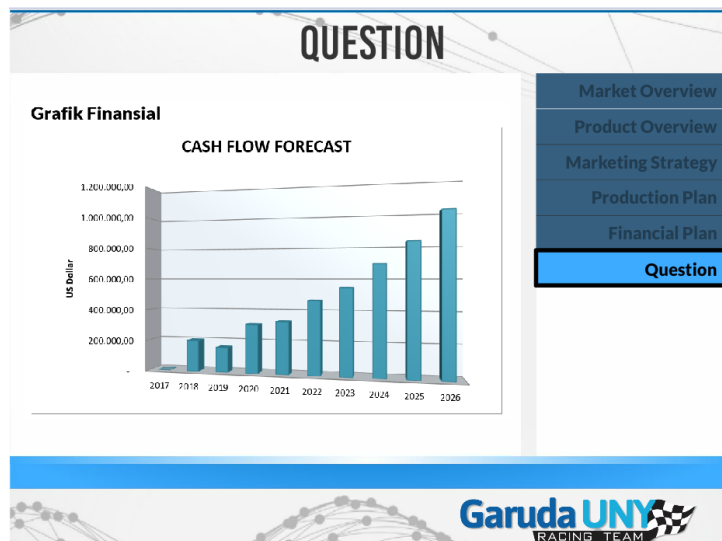 QUESTION
Grafik Finansial
CASH FLOW FORECAST
US Dollar
1.200.000,00
1.000.000,00
800.000,00
600.000,00
400.000,00
200.000,00
-
2017 2018 2019 2020 2021 2022 2023 2024 2025 2026
Market Overview
Product Overview
Marketing Strategy
Production Plan
Financial Plan
Question
Garuda UNY
RACING TEAM